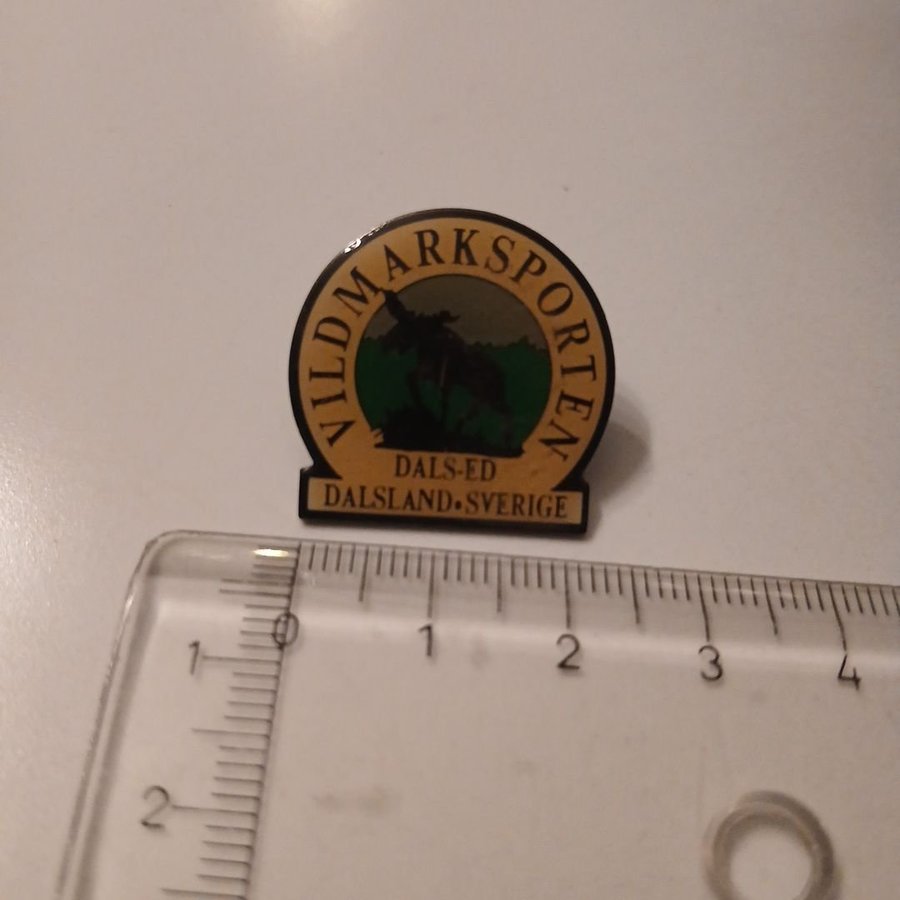 VILDMARKSPORTEN
DALS-ED
DALSLAND•SVERIGE
0 1 2 3 4
1
2